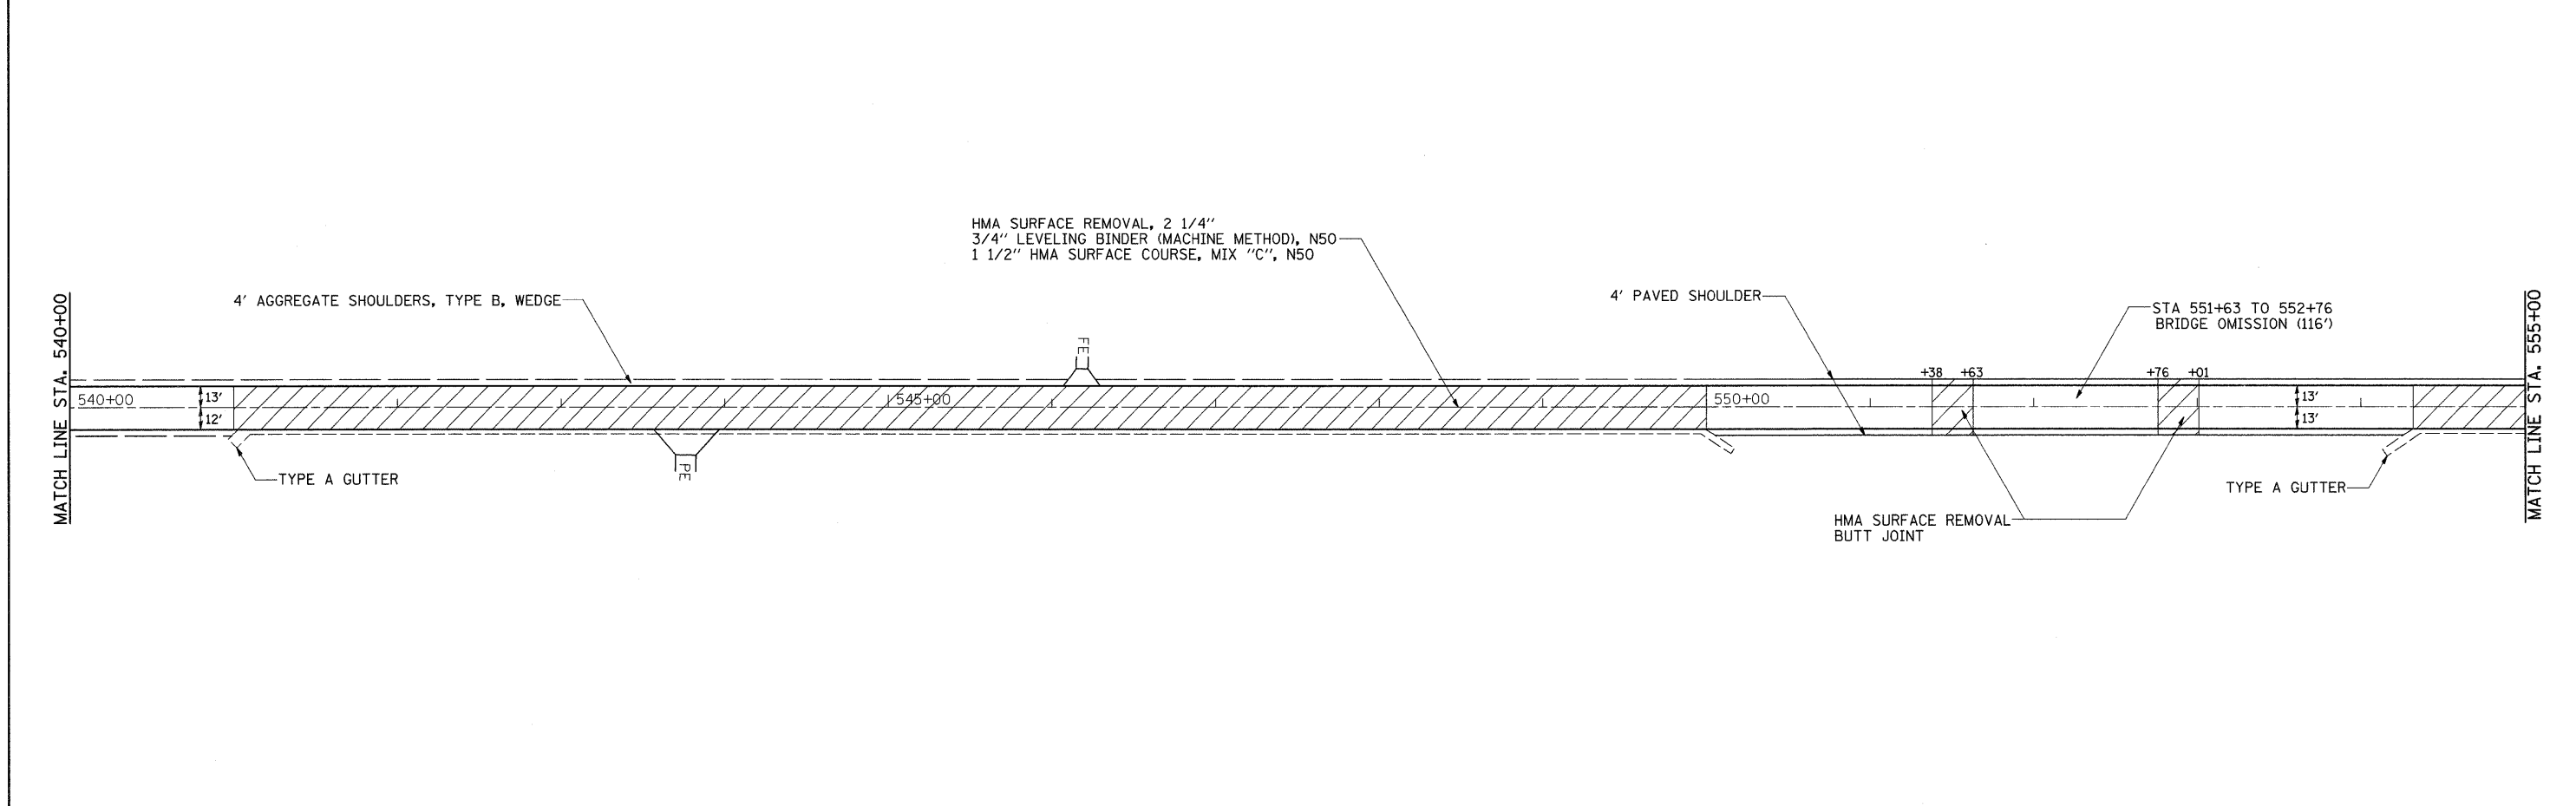 HMA SURFACE REMOVAL, 2 1/4"
3/4" LEVELING BINDER (MACHINE METHOD), N50
1 1/2" HMA SURFACE COURSE, MIX "C", N50
4' AGGREGATE SHOULDERS, TYPE B, WEDGE
4' PAVED SHOULDER
STA 551+63 TO 552+76
BRIDGE OMISSION (116')
MATCH LINE STA. 540+00
MATCH LINE STA. 555+00
FE
+38
+63
+76
+01
540+00
13'
12'
545+00
550+00
13'
13'
PE
TYPE A GUTTER
TYPE A GUTTER
HMA SURFACE REMOVAL
BUTT JOINT